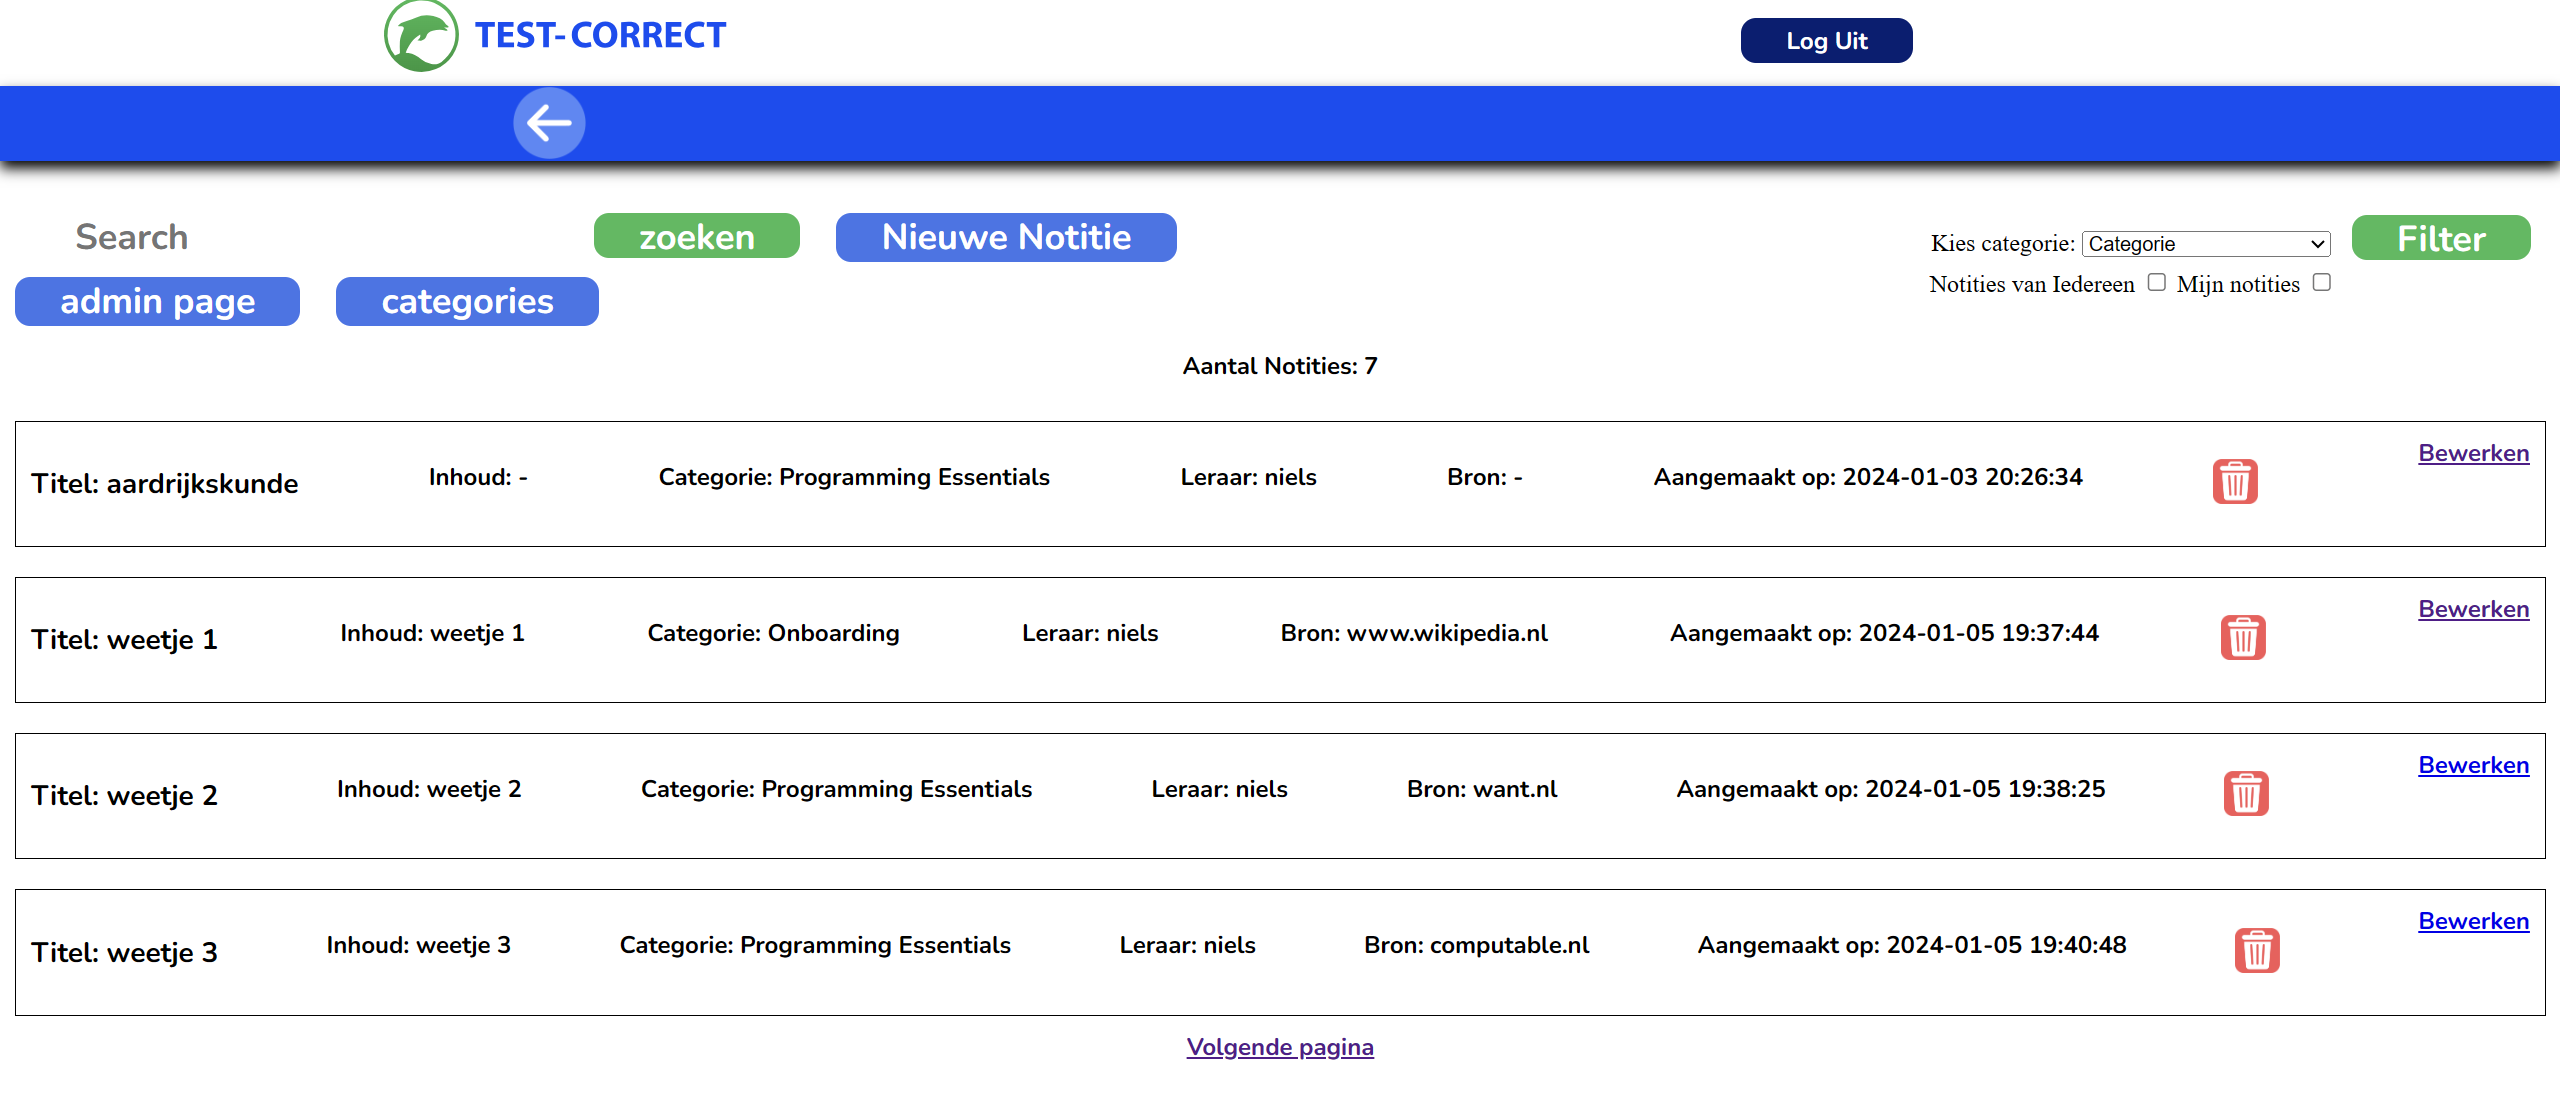 TEST-CORRECT
Log Uit
Search
zoeken
Nieuwe Notitie
Kies categorie: Categorie
Filter
Notities van Iedereen Mijn notities
admin page
categories
Aantal Notities: 7
Titel: aardrijkskunde Inhoud: - Categorie: Programming Essentials Leraar: niels Bron: - Aangemaakt op: 2024-01-03 20:26:34 Bewerken
Titel: weetje 1 Inhoud: weetje 1 Categorie: Onboarding Leraar: niels Bron: www.wikipedia.nl Aangemaakt op: 2024-01-05 19:37:44 Bewerken
Titel: weetje 2 Inhoud: weetje 2 Categorie: Programming Essentials Leraar: niels Bron: want.nl Aangemaakt op: 2024-01-05 19:38:25 Bewerken
Titel: weetje 3 Inhoud: weetje 3 Categorie: Programming Essentials Leraar: niels Bron: computable.nl Aangemaakt op: 2024-01-05 19:40:48 Bewerken
Volgende pagina